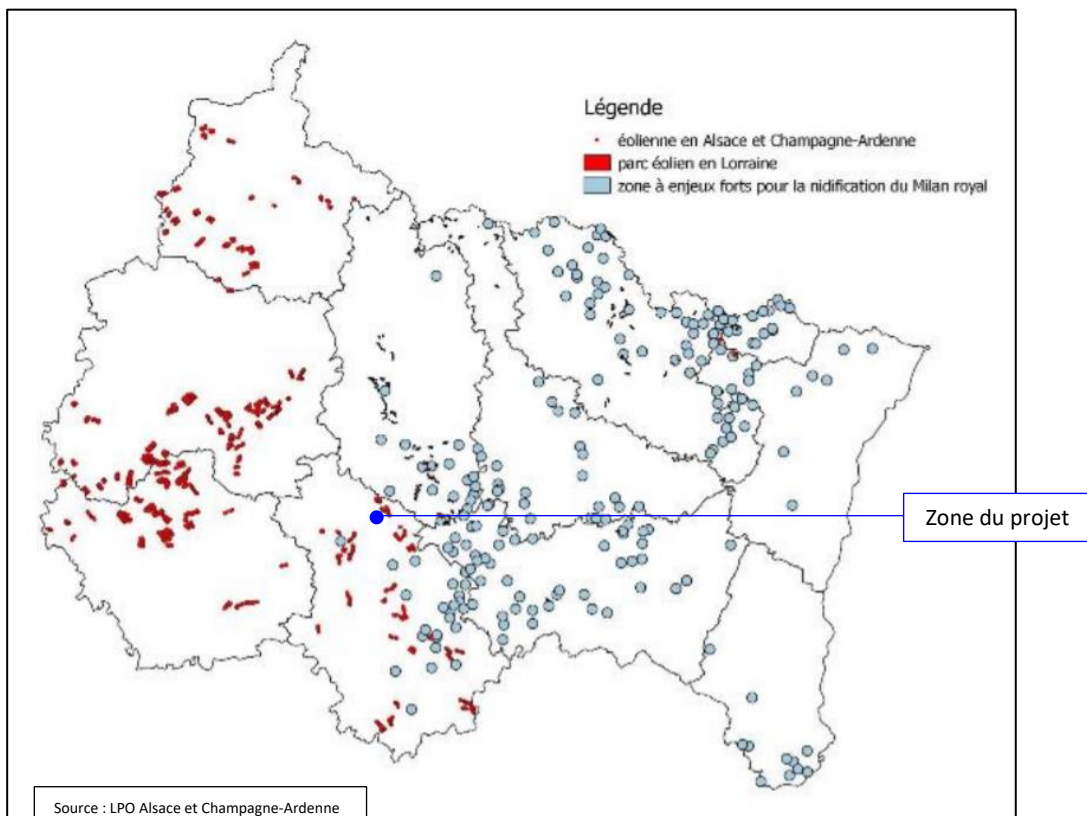 Légende
éolienne en Alsace et Champagne-Ardenne
parc éolien en Lorraine
zone à enjeux forts pour la nidification du Milan royal
Zone du projet
Source : LPO Alsace et Champagne-Ardenne